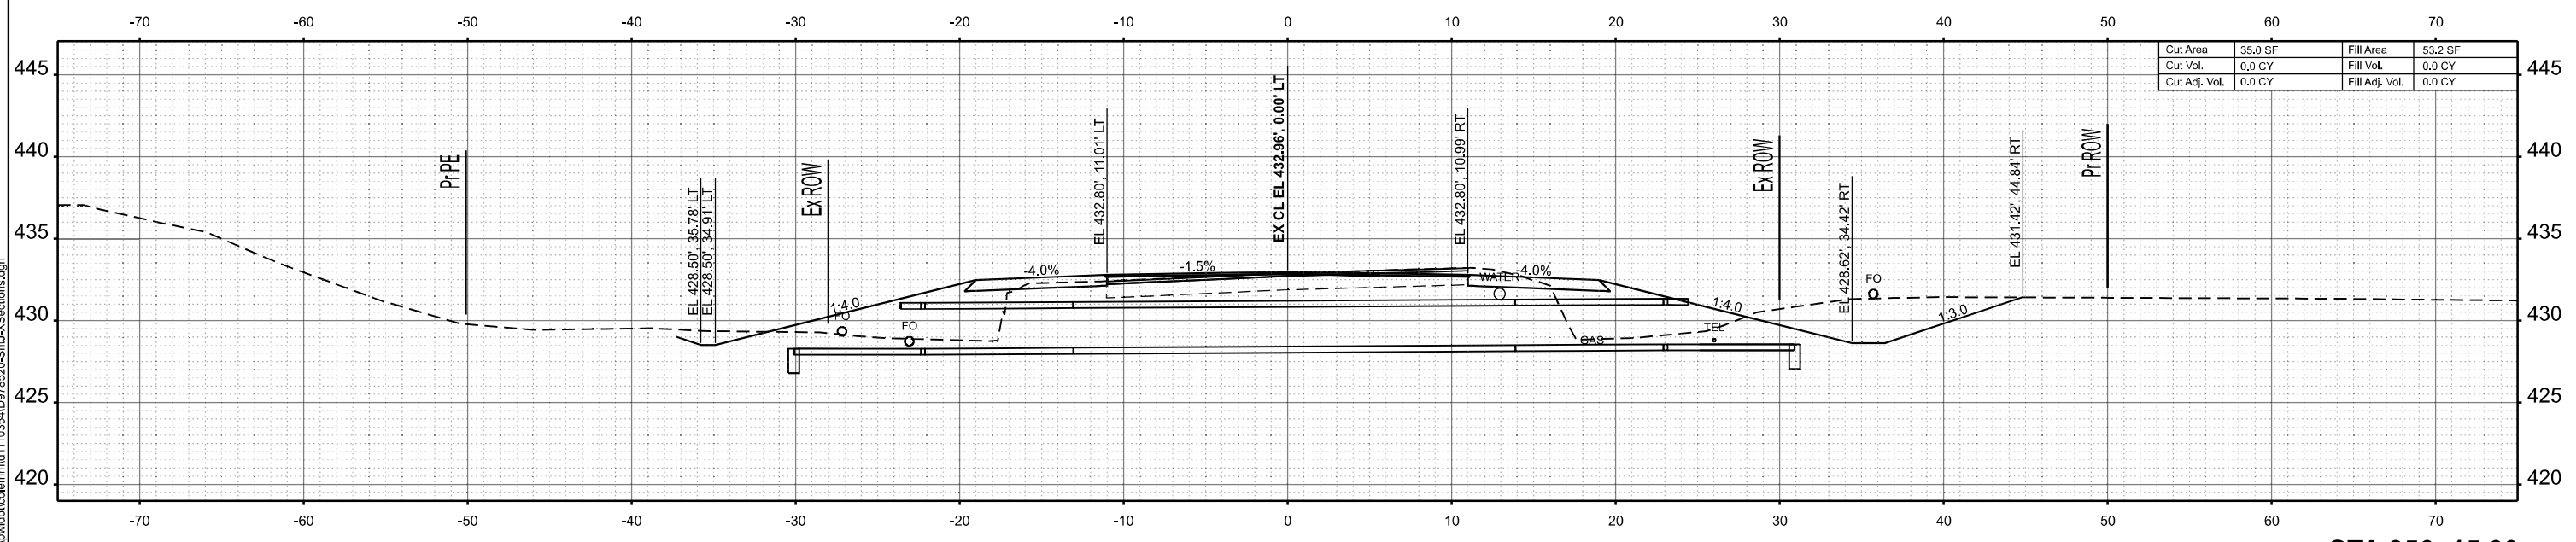 -70 -60 -50 -40 -30 -20 -10 0 10 20 30 40 50 60 70
Cut Area 35.0 SF Fill Area 53.2 SF
Cut Vol. 0.0 CY Fill Vol. 0.0 CY
Cut Adj. Vol. 0.0 CY Fill Adj. Vol. 0.0 CY
445 445
440 440
435 435
430 430
425 425
420 420
Pr PE
EL 428.50', 35.78' LT
EL 428.50', 34.91' LT
Ex ROW
EL 432.80', 11.01' LT
EX CL EL 432.96', 0.00' LT
EL 432.80', 10.99' RT
Ex ROW
EL 428.62', 34.42' RT
EL 431.42', 44.84' RT
Pr ROW
-4.0% -1.5% -4.0%
WATER
FO
1:4.0 1:4.0 1:3.0
FO FO
GAS
TEL
-70 -60 -50 -40 -30 -20 -10 0 10 20 30 40 50 60 70